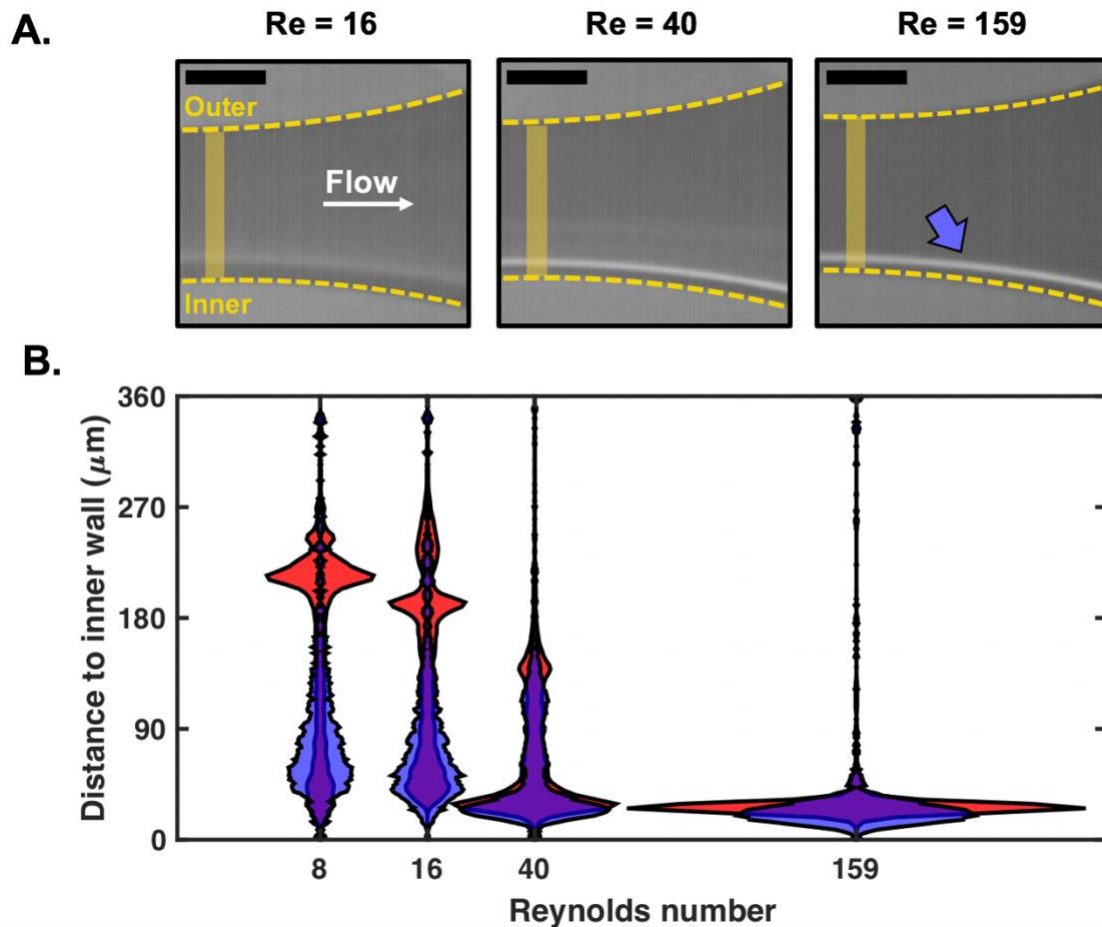 A.
Re = 16
Re = 40
Re = 159
Outer
Flow
Inner
B.
Distance to inner wall (μm)
360
270
180
90
0
8
16
40
159
Reynolds number